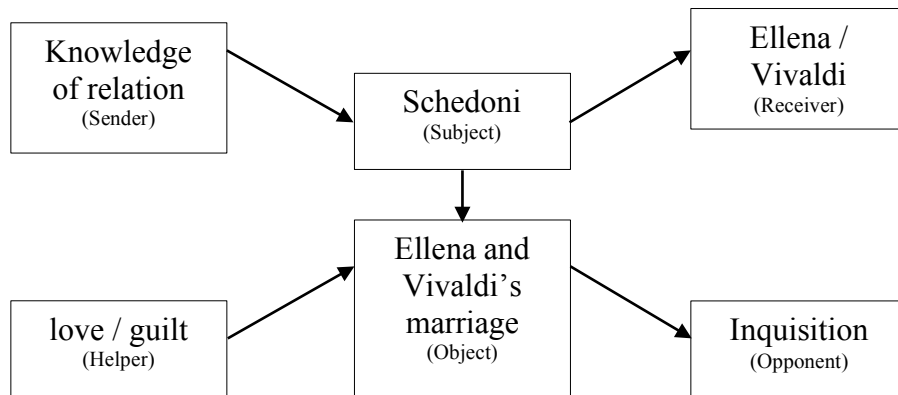 Knowledge
of relation
(Sender)
Schedoni
(Subject)
Ellena /
Vivaldi
(Receiver)
love / guilt
(Helper)
Ellena and
Vivaldi’s
marriage
(Object)
Inquisition
(Opponent)